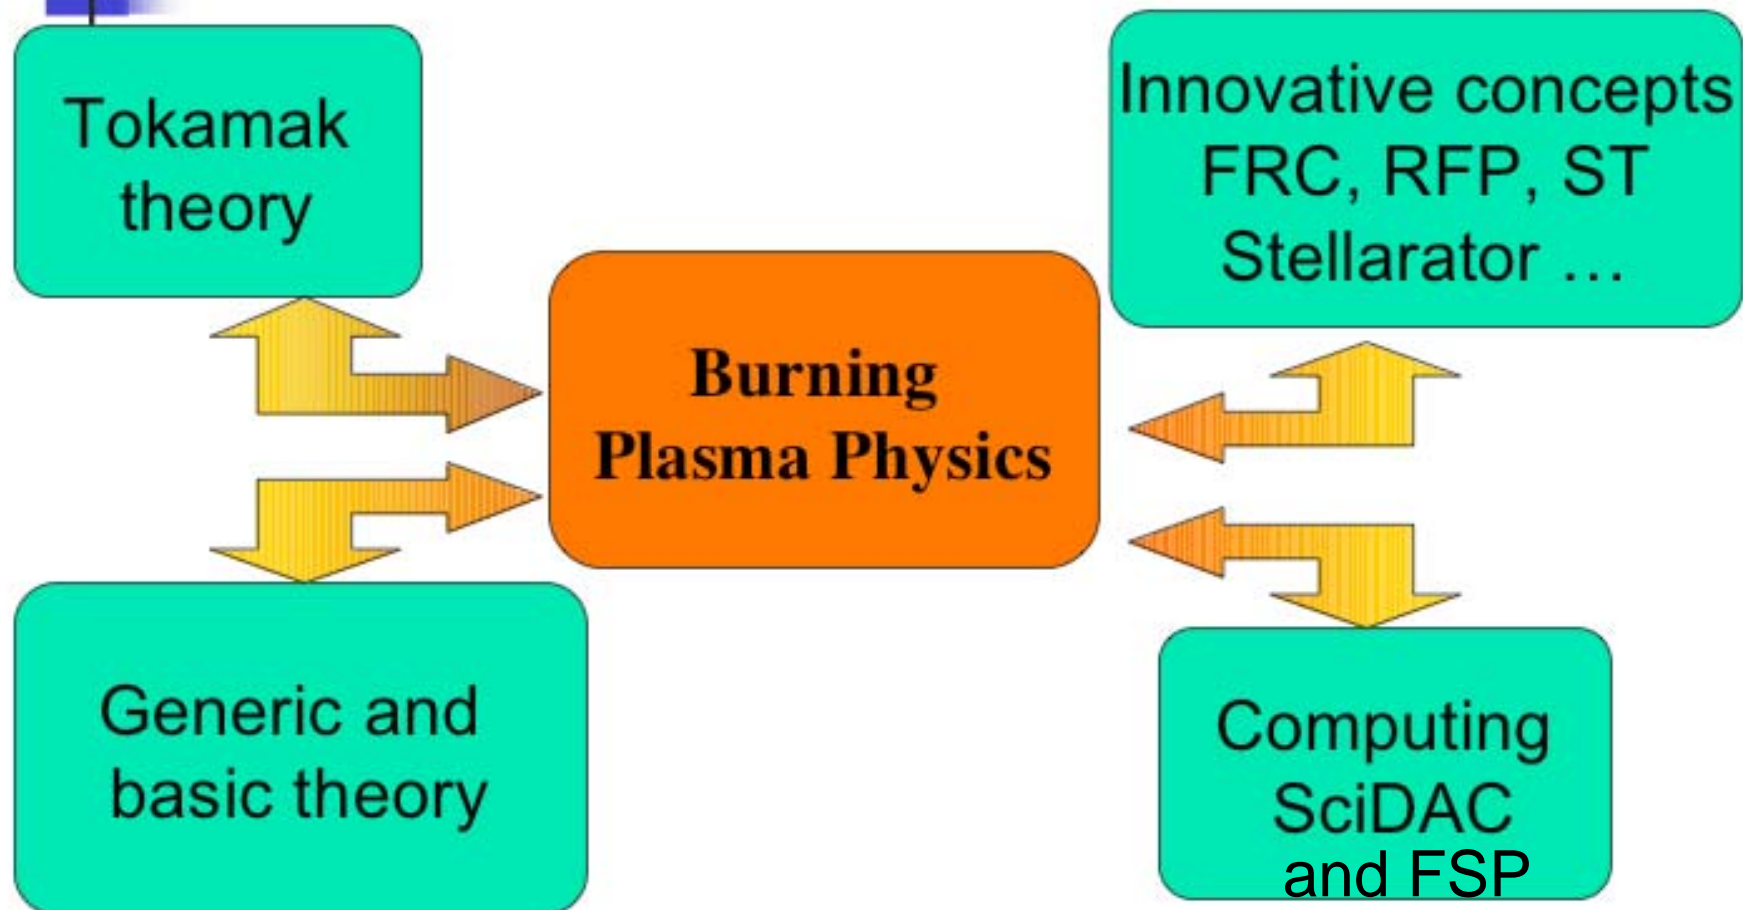 Tokamak
theory
Innovative concepts
FRC, RFP, ST
Stellarator …
Burning
Plasma Physics
Generic and
basic theory
Computing
SciDAC
and FSP